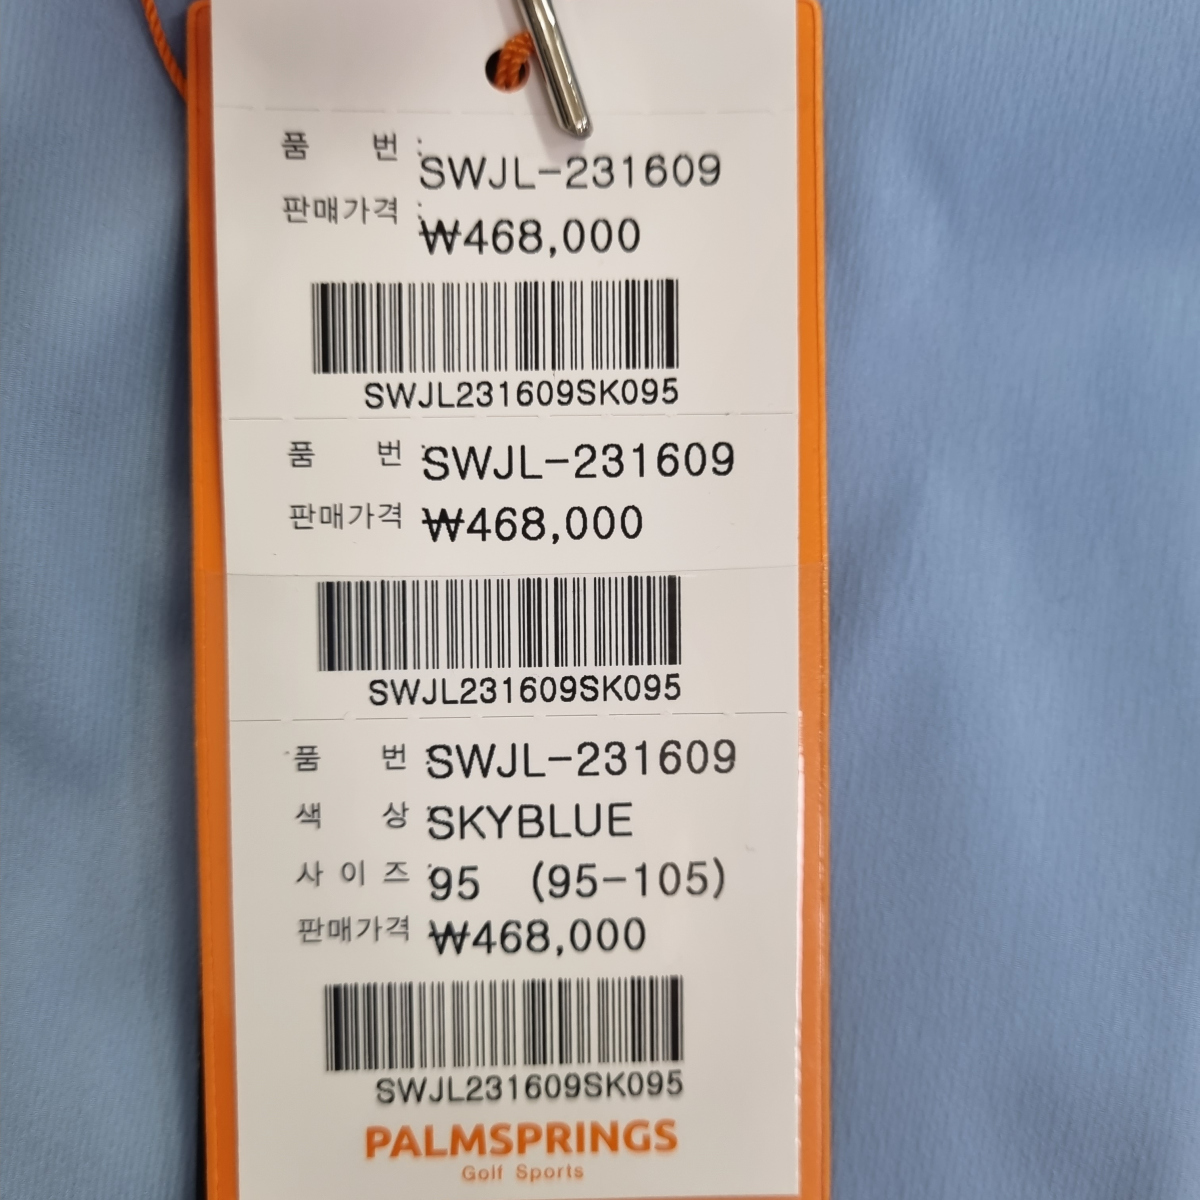 품 번 : SWJL-231609
판매가격 : ₩468,000
SWJL231609SK095
품 번 : SWJL-231609
판매가격 ₩468,000
SWJL231609SK095
품 번 : SWJL-231609
색 상 : SKYBLUE
사 이 즈 : 95 (95-105)
판매가격 ₩468,000
SWJL231609SK095
PALMSPRINGS
Golf Sports